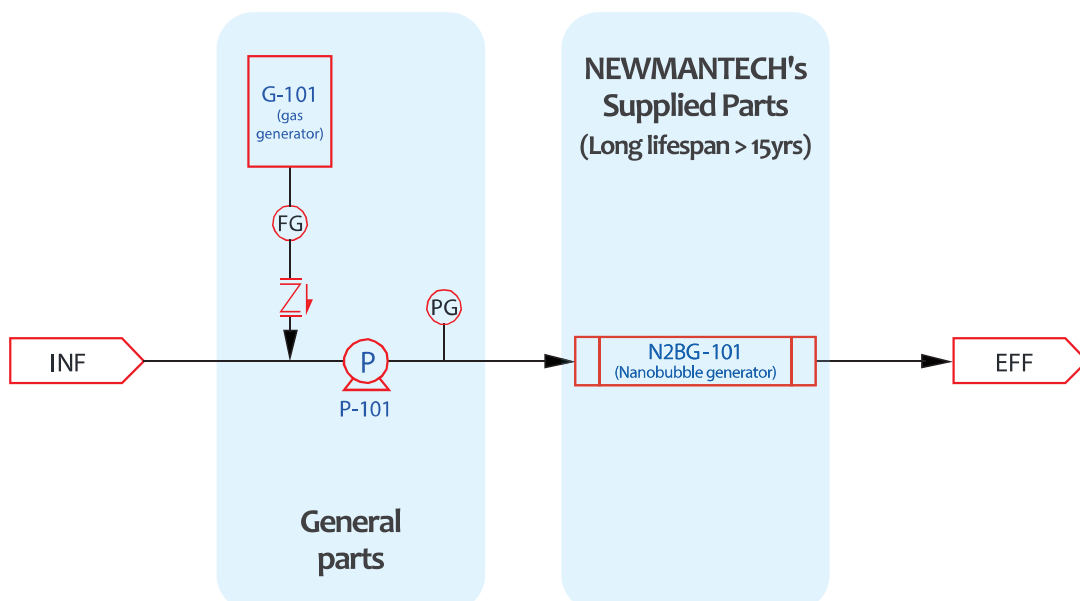 G-101
(gas
generator)
FG
NEWMANTECH's
Supplied Parts
(Long lifespan > 15yrs)
PG
INF
P
P-101
N2BG-101
(Nanobubble generator)
EFF
General
parts